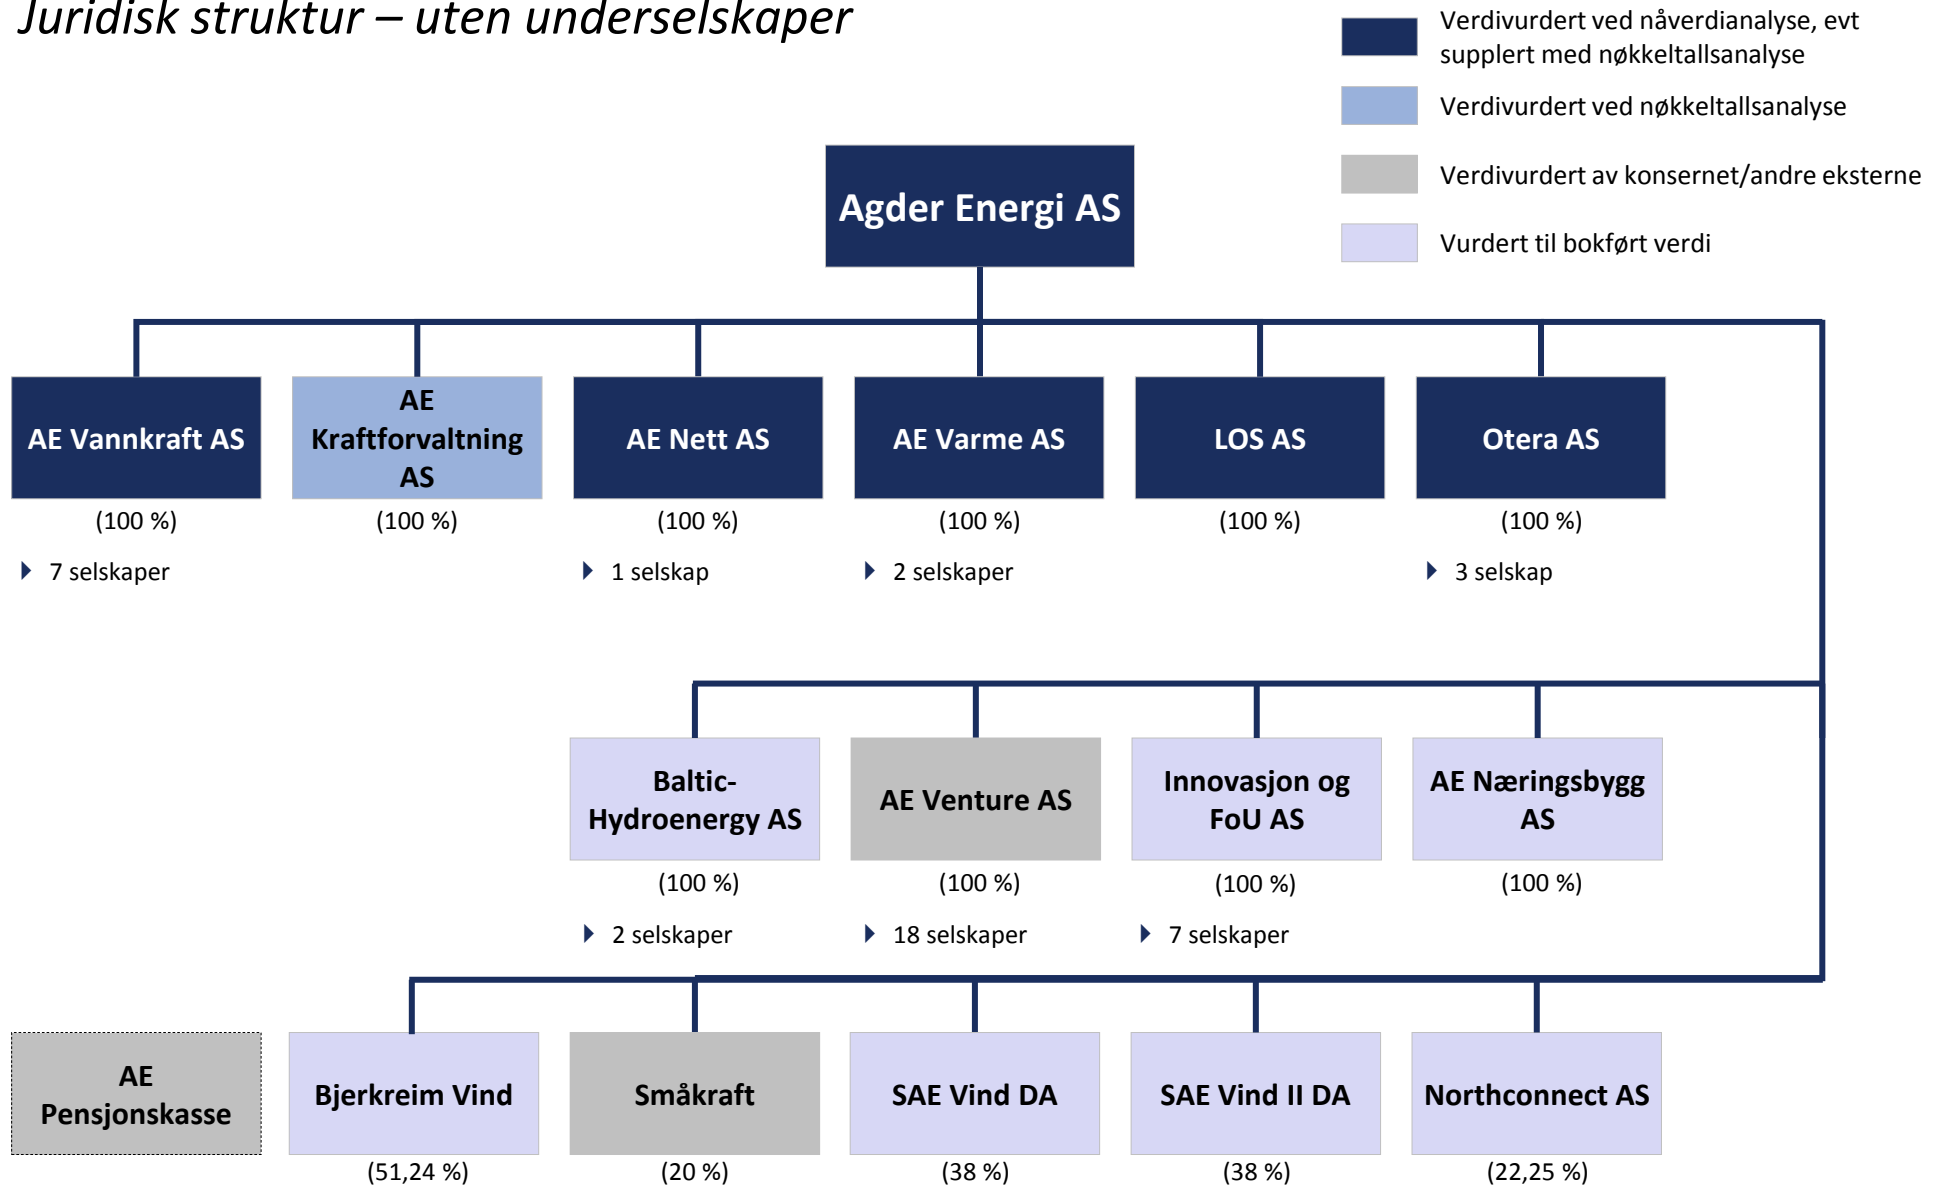 Juridisk struktur – uten underselskaper
Verdivurdert ved nåverdianalyse, evt
supplert med nøkkeltallsanalyse
Verdivurdert ved nøkkeltallsanalyse
Verdivurdert av konsernet/andre eksterne
Vurdert til bokført verdi
Agder Energi AS
AE Vannkraft AS
(100 %)
7 selskaper
AE
Kraftforvaltning
AS
(100 %)
AE Nett AS
(100 %)
1 selskap
AE Varme AS
(100 %)
2 selskaper
LOS AS
(100 %)
Otera AS
(100 %)
3 selskap
Baltic-
Hydroenergy AS
(100 %)
2 selskaper
AE Venture AS
(100 %)
18 selskaper
Innovasjon og
FoU AS
(100 %)
7 selskaper
AE Næringsbygg
AS
(100 %)
AE
Pensjonskasse
Bjerkreim Vind
(51,24 %)
Småkraft
(20 %)
SAE Vind DA
(38 %)
SAE Vind II DA
(38 %)
Northconnect AS
(22,25 %)